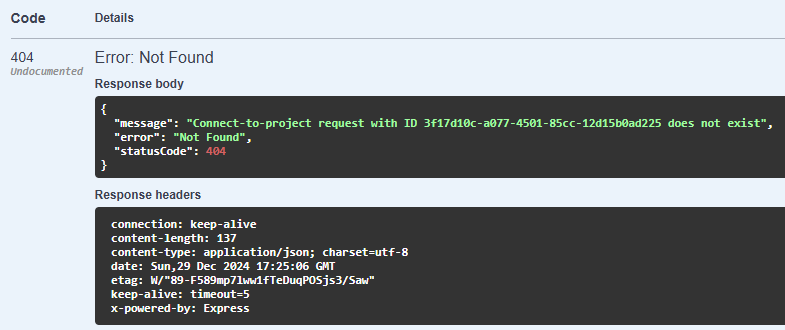 Code Details
404 Error: Not Found
Undocumented
Response body
{
  "message": "Connect-to-project request with ID 3f17d10c-a077-4501-85cc-12d15b0ad225 does not exist",
  "error": "Not Found",
  "statusCode": 404
}
Response headers
connection: keep-alive
content-length: 137
content-type: application/json; charset=utf-8
date: Sun,29 Dec 2024 17:25:06 GMT
etag: W/"89-F589mp7lww1fTeDuqPOSjs3/Saw"
keep-alive: timeout=5
x-powered-by: Express